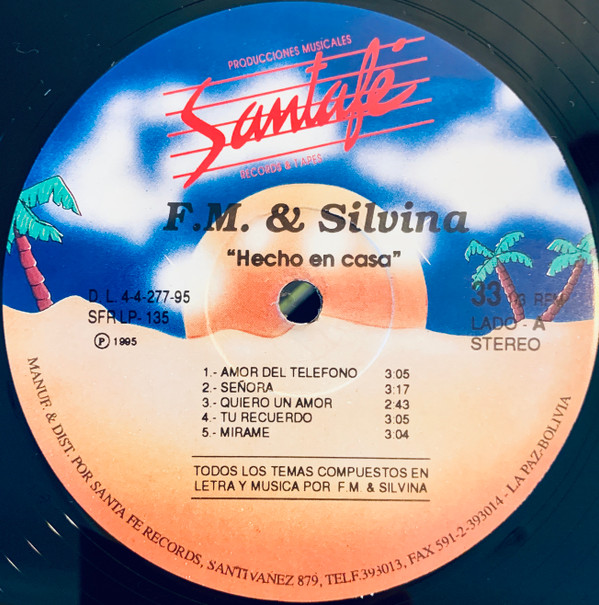 PRODUCCIONES MUSICALES
Santafé
RECORDS & TAPES
F.M. & Silvina
"Hecho en casa"
D. L. 4-4-277-95
SFR LP- 135
Ⓟ 1995
33 1/3 RPM
LADO - A
STEREO
1.- AMOR DEL TELEFONO 3:05
2.- SEÑORA 3:17
3.- QUIERO UN AMOR 2:43
4.- TU RECUERDO 3:05
5.- MIRAME 3:04
TODOS LOS TEMAS COMPUESTOS EN
LETRA Y MUSICA POR F.M. & SILVINA
MANUF. & DIST. POR SANTA FE RECORDS, SANTIVAÑEZ 879, TELF.393013, FAX 591-2-393014 - LA PAZ-BOLIVIA